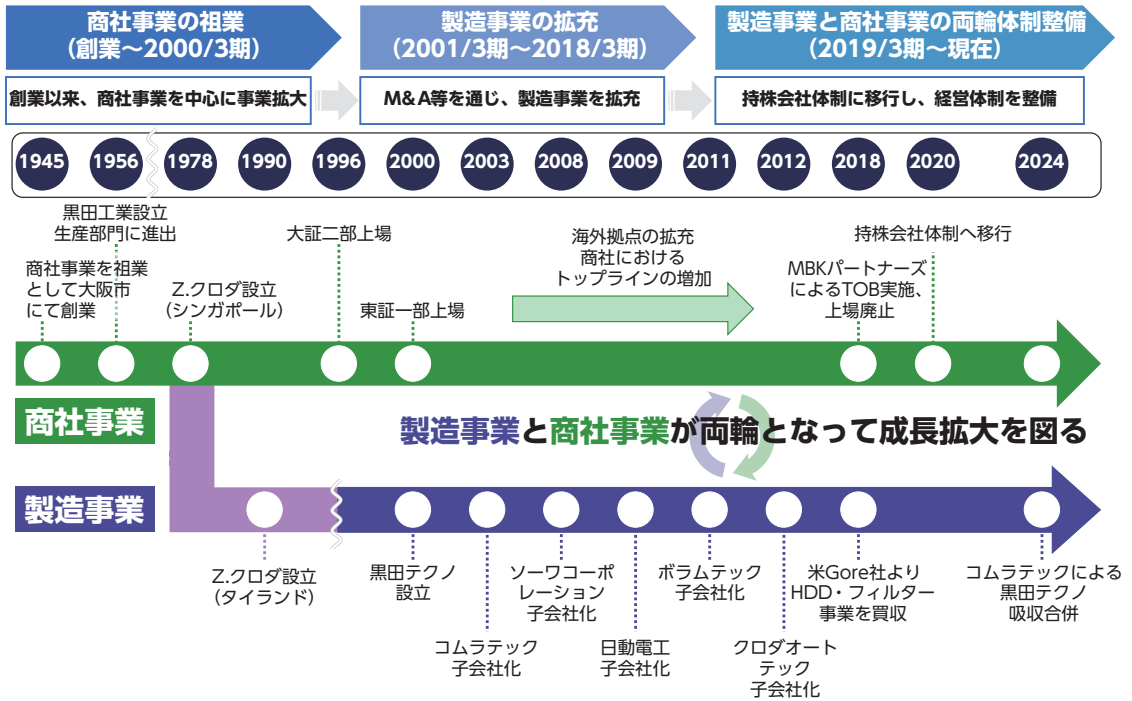 商社事業の祖業
(創業～2000/3期)
製造事業の拡充
(2001/3期～2018/3期)
製造事業と商社事業の両輪体制整備
(2019/3期～現在)
創業以来、商社事業を中心に事業拡大
M&A等を通じ、製造事業を拡充
持株会社体制に移行し、経営体制を整備
1945
1956
1978
1990
1996
2000
2003
2008
2009
2011
2012
2018
2020
2024
黒田工業設立
生産部門に進出
商社事業を祖業
として大阪市
にて創業
Z.クロダ設立
(シンガポール)
大証二部上場
東証一部上場
海外拠点の拡充
商社における
トップラインの増加
MBKパートナーズ
によるTOB実施、
上場廃止
持株会社体制へ移行
商社事業
製造事業と商社事業が両輪となって成長拡大を図る
製造事業
Z.クロダ設立
(タイランド)
黒田テクノ
設立
コムラテック
子会社化
ソーワコーポ
レーション
子会社化
日動電工
子会社化
ボラムテック
子会社化
クロダオート
テック
子会社化
米Gore社より
HDD・フィルター
事業を買収
コムラテックによる
黒田テクノ
吸収合併